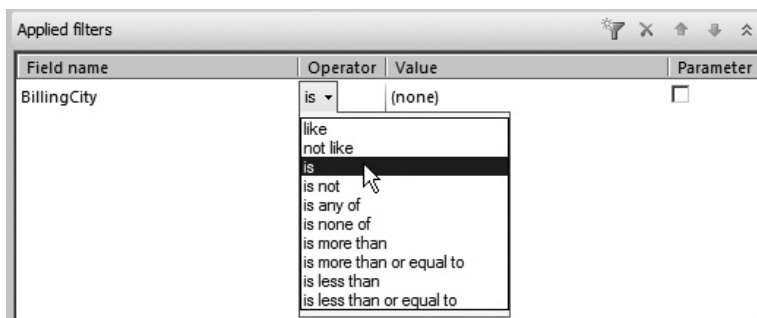 Applied filters
Field name Operator Value Parameter
BillingCity is (none)
like
not like
is
is not
is any of
is none of
is more than
is more than or equal to
is less than
is less than or equal to